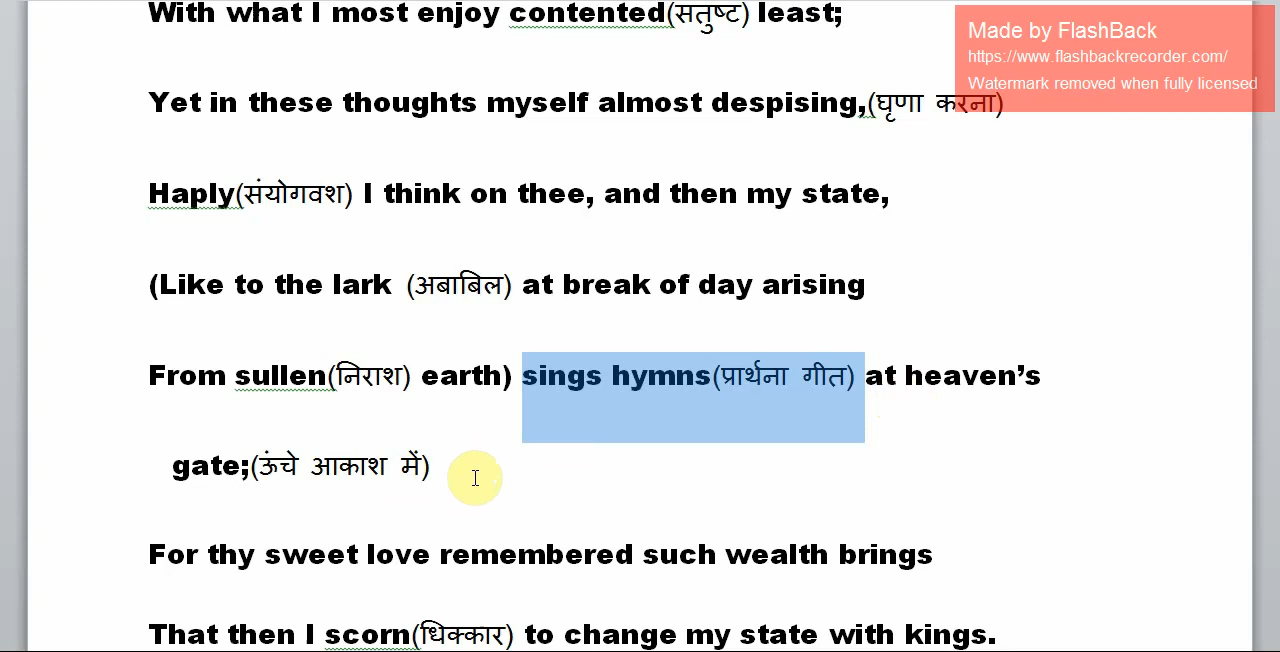 With what I most enjoy contented(सतुष्ट) least;
Made by FlashBack
https://www.flashbackrecorder.com/
Watermark removed when fully licensed
Yet in these thoughts myself almost despising,(घृणा करना)
Haply(संयोगवश) I think on thee, and then my state,
(Like to the lark (अबाबिल) at break of day arising
From sullen(निराश) earth) sings hymns(प्रार्थना गीत) at heaven’s
gate;(ऊंचे आकाश में)
For thy sweet love remembered such wealth brings
That then I scorn(धिक्कार) to change my state with kings.